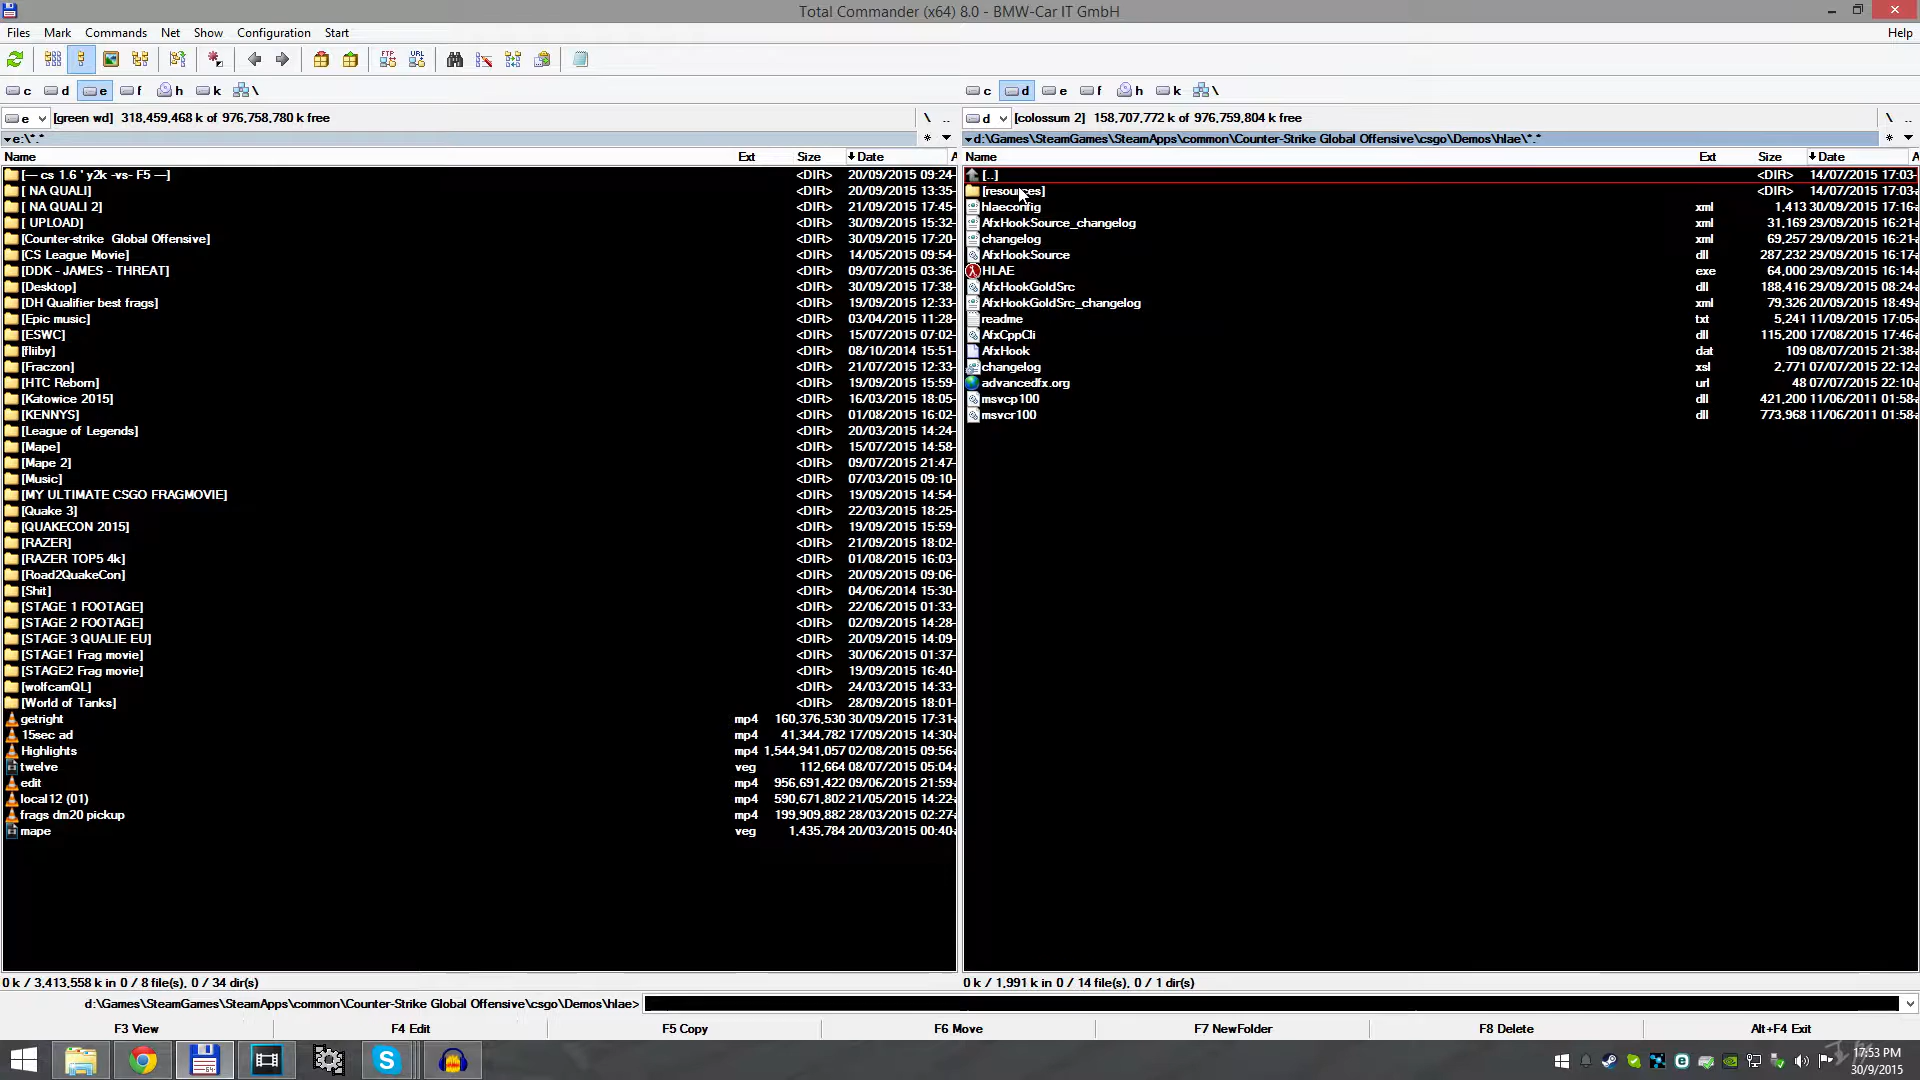 Total Commander (x64) 8.0 - BMW-Car IT GmbH
Files Mark Commands Net Show Configuration Start Help
FTP URL
c d e f h k \ c d e f h k \
e [green wd] 318,459,468 k of 976,758,780 k free \ .. d [colossum 2] 158,707,772 k of 976,759,804 k free \ ..
e:\*.* * d:\Games\SteamGames\SteamApps\common\Counter-Strike Global Offensive\csgo\Demos\hlae\*.* *
Name Ext Size Date A Name Ext Size Date A
[--- cs 1.6 ' y2k -vs- F5 ---] <DIR> 20/09/2015 09:24- [..] <DIR> 14/07/2015 17:03-
[ NA QUALI] <DIR> 20/09/2015 13:35- [resources] <DIR> 14/07/2015 17:03-
[ NA QUALI 2] <DIR> 21/09/2015 17:45- hlaeconfig xml 1,413 30/09/2015 17:16-a
[ UPLOAD] <DIR> 30/09/2015 15:32- AfxHookSource_changelog xml 31,169 29/09/2015 16:21-a
[Counter-strike Global Offensive] <DIR> 30/09/2015 17:20- changelog xml 69,257 29/09/2015 16:21-a
[CS League Movie] <DIR> 14/05/2015 09:54- AfxHookSource dll 287,232 29/09/2015 16:17-a
[DDK - JAMES - THREAT] <DIR> 09/07/2015 03:36- HLAE exe 64,000 29/09/2015 16:14-a
[Desktop] <DIR> 30/09/2015 17:38- AfxHookGoldSrc dll 188,416 29/09/2015 08:24-a
[DH Qualifier best frags] <DIR> 19/09/2015 12:33- AfxHookGoldSrc_changelog xml 79,326 20/09/2015 18:49-a
[Epic music] <DIR> 03/04/2015 11:28- readme txt 5,241 11/09/2015 17:05-a
[ESWC] <DIR> 15/07/2015 07:02- AfxCppCli dll 115,200 17/08/2015 17:46-a
[fliiby] <DIR> 08/10/2014 15:51- AfxHook dat 109 08/07/2015 21:38-a
[Fraczon] <DIR> 21/07/2015 12:33- changelog xsl 2,771 07/07/2015 22:12-a
[HTC Reborn] <DIR> 19/09/2015 15:59- advancedfx.org url 48 07/07/2015 22:10-a
[Katowice 2015] <DIR> 16/03/2015 18:05- msvcp100 dll 421,200 11/06/2011 01:58-a
[KENNYS] <DIR> 01/08/2015 16:02- msvcr100 dll 773,968 11/06/2011 01:58-a
[League of Legends] <DIR> 20/03/2015 14:24-
[Mape] <DIR> 15/07/2015 14:58-
[Mape 2] <DIR> 09/07/2015 21:47-
[Music] <DIR> 07/03/2015 09:10-
[MY ULTIMATE CSGO FRAGMOVIE] <DIR> 19/09/2015 14:54-
[Quake 3] <DIR> 22/03/2015 18:25-
[QUAKECON 2015] <DIR> 19/09/2015 15:59-
[RAZER] <DIR> 21/09/2015 18:02-
[RAZER TOP5 4k] <DIR> 01/08/2015 16:03-
[Road2QuakeCon] <DIR> 20/09/2015 09:06-
[Shit] <DIR> 04/06/2014 15:30-
[STAGE 1 FOOTAGE] <DIR> 22/06/2015 01:33-
[STAGE 2 FOOTAGE] <DIR> 02/09/2015 14:28-
[STAGE 3 QUALIE EU] <DIR> 20/09/2015 14:09-
[STAGE1 Frag movie] <DIR> 30/06/2015 01:37-
[STAGE2 Frag movie] <DIR> 19/09/2015 16:40-
[wolfcamQL] <DIR> 24/03/2015 14:33-
[World of Tanks] <DIR> 28/09/2015 18:01-
getright mp4 160,376,530 30/09/2015 17:31-a
15sec ad mp4 41,344,782 17/09/2015 14:30-a
Highlights mp4 1,544,941,057 02/08/2015 09:56-a
twelve veg 112,664 08/07/2015 05:04-a
edit mp4 956,691,422 09/06/2015 21:59-a
local12 (01) mp4 590,671,802 21/05/2015 14:22-a
frags dm20 pickup mp4 199,909,882 28/03/2015 02:27-a
mape veg 1,435,784 20/03/2015 00:40-a
0 k / 3,413,558 k in 0 / 8 file(s), 0 / 34 dir(s) 0 k / 1,991 k in 0 / 14 file(s), 0 / 1 dir(s)
d:\Games\SteamGames\SteamApps\common\Counter-Strike Global Offensive\csgo\Demos\hlae>
F3 View F4 Edit F5 Copy F6 Move F7 NewFolder F8 Delete Alt+F4 Exit
17:53 PM
30/9/2015